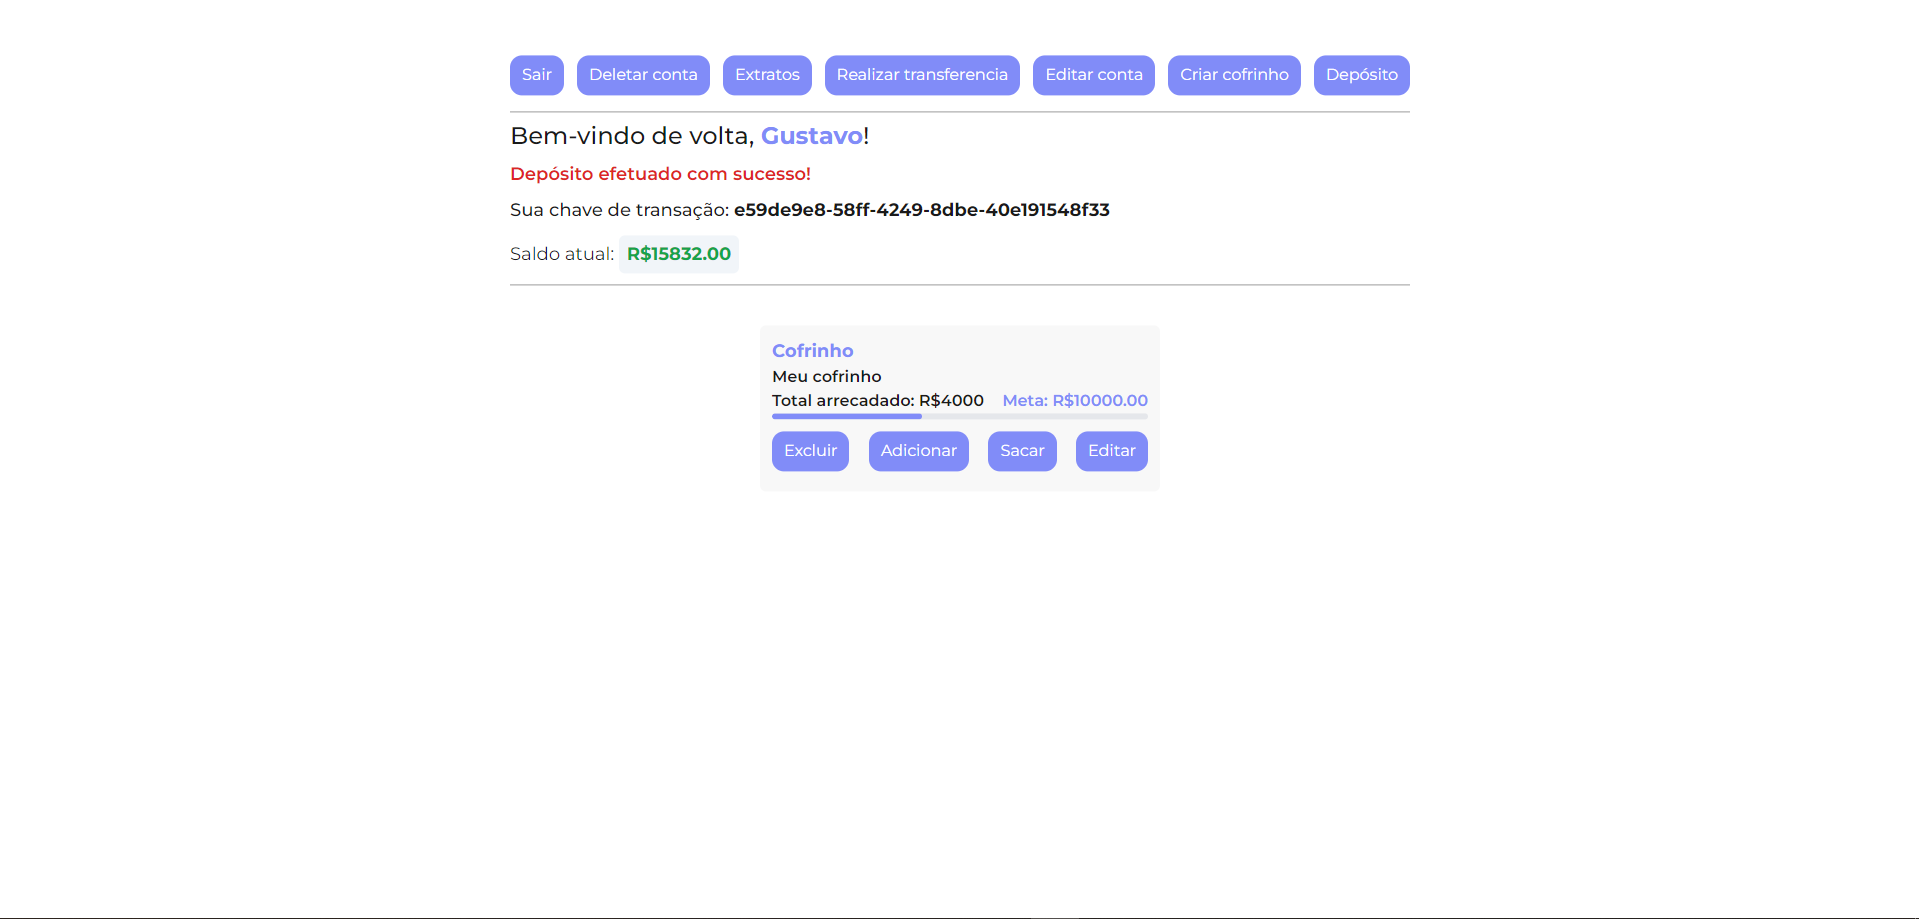 Sair Deletar conta Extratos Realizar transferencia Editar conta Criar cofrinho Depósito
Bem-vindo de volta, Gustavo!
Depósito efetuado com sucesso!
Sua chave de transação: e59de9e8-58ff-4249-8dbe-40e191548f33
Saldo atual: R$15832.00
Cofrinho
Meu cofrinho
Total arrecadado: R$4000 Meta: R$10000.00
Excluir Adicionar Sacar Editar